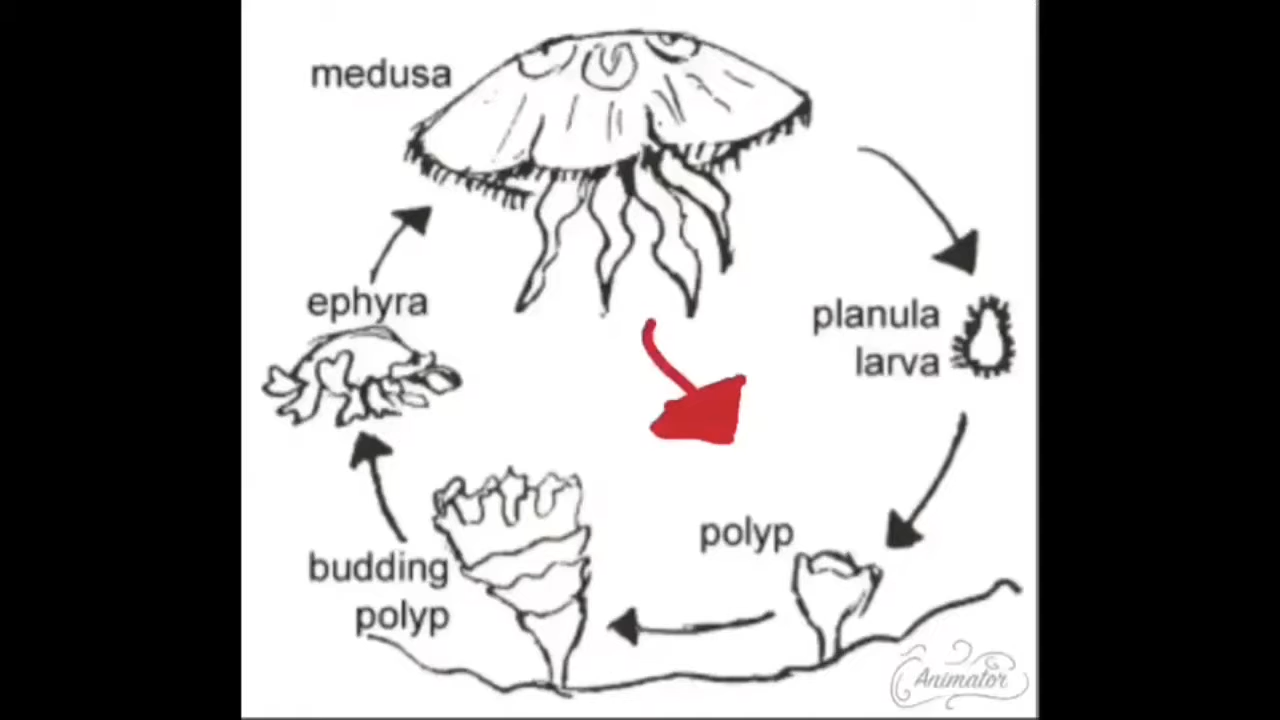 medusa
ephyra
planula
larva
polyp
budding
polyp
Animator